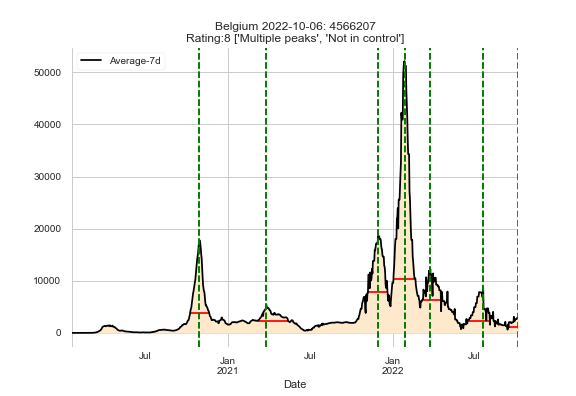 Belgium 2022-10-06: 4566207
Rating:8 ['Multiple peaks', 'Not in control']
Average-7d
50000
40000
30000
20000
10000
0
Jul
Jan
2021
Jul
Jan
2022
Jul
Date